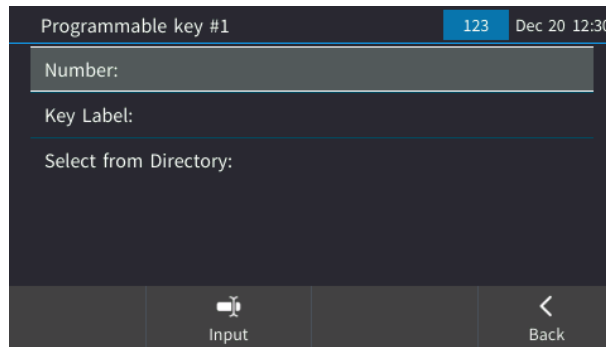 Programmable key #1 123 Dec 20 12:30
Number:
Key Label:
Select from Directory:
Input Back